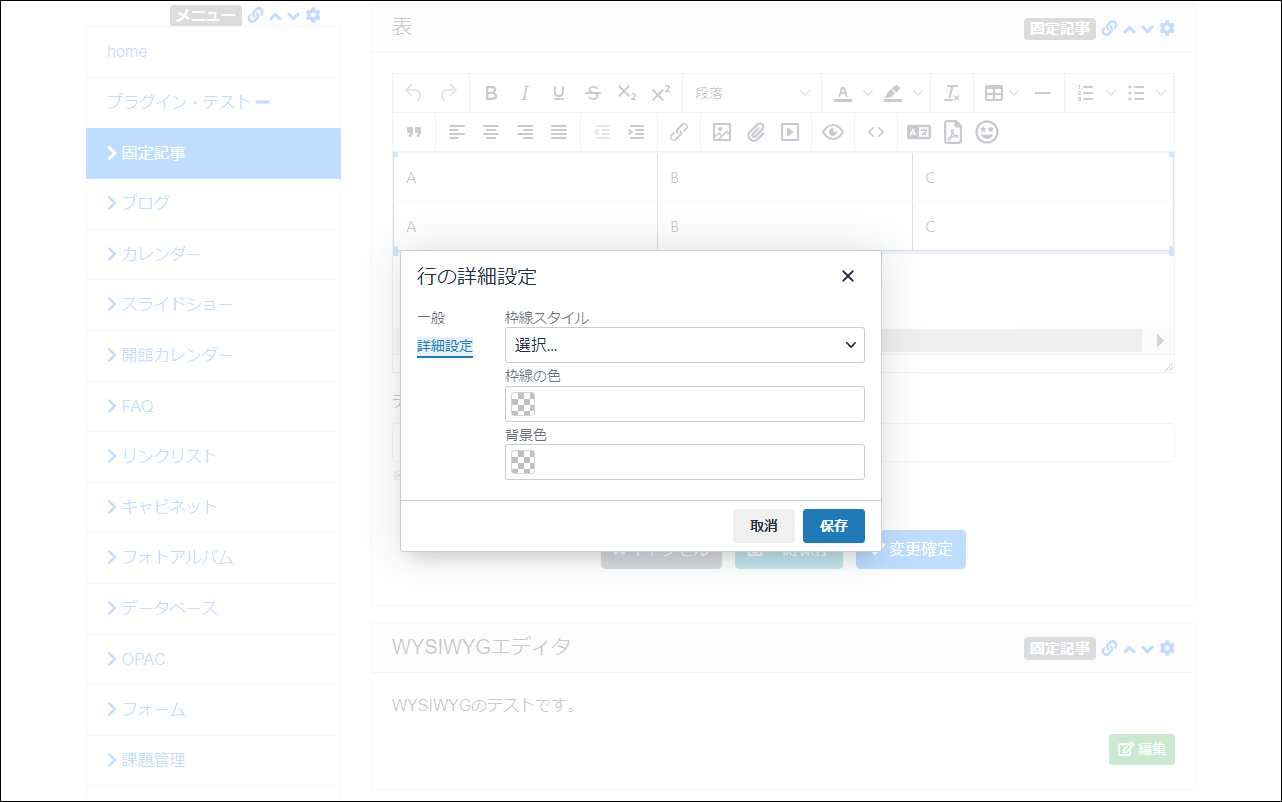 メニュー
home
プラグイン・テスト
固定記事
ブログ
カレンダー
スライドショー
開館カレンダー
FAQ
リンクリスト
キャビネット
フォトアルバム
データベース
OPAC
フォーム
課題管理
表
固定記事
B I U S X₂ X² 段落 A
A B C
A B C
行の詳細設定
一般
詳細設定
枠線スタイル
選択...
枠線の色
背景色
取消 保存
変更確定
WYSIWYGエディタ
固定記事
WYSIWYGのテストです。
編集